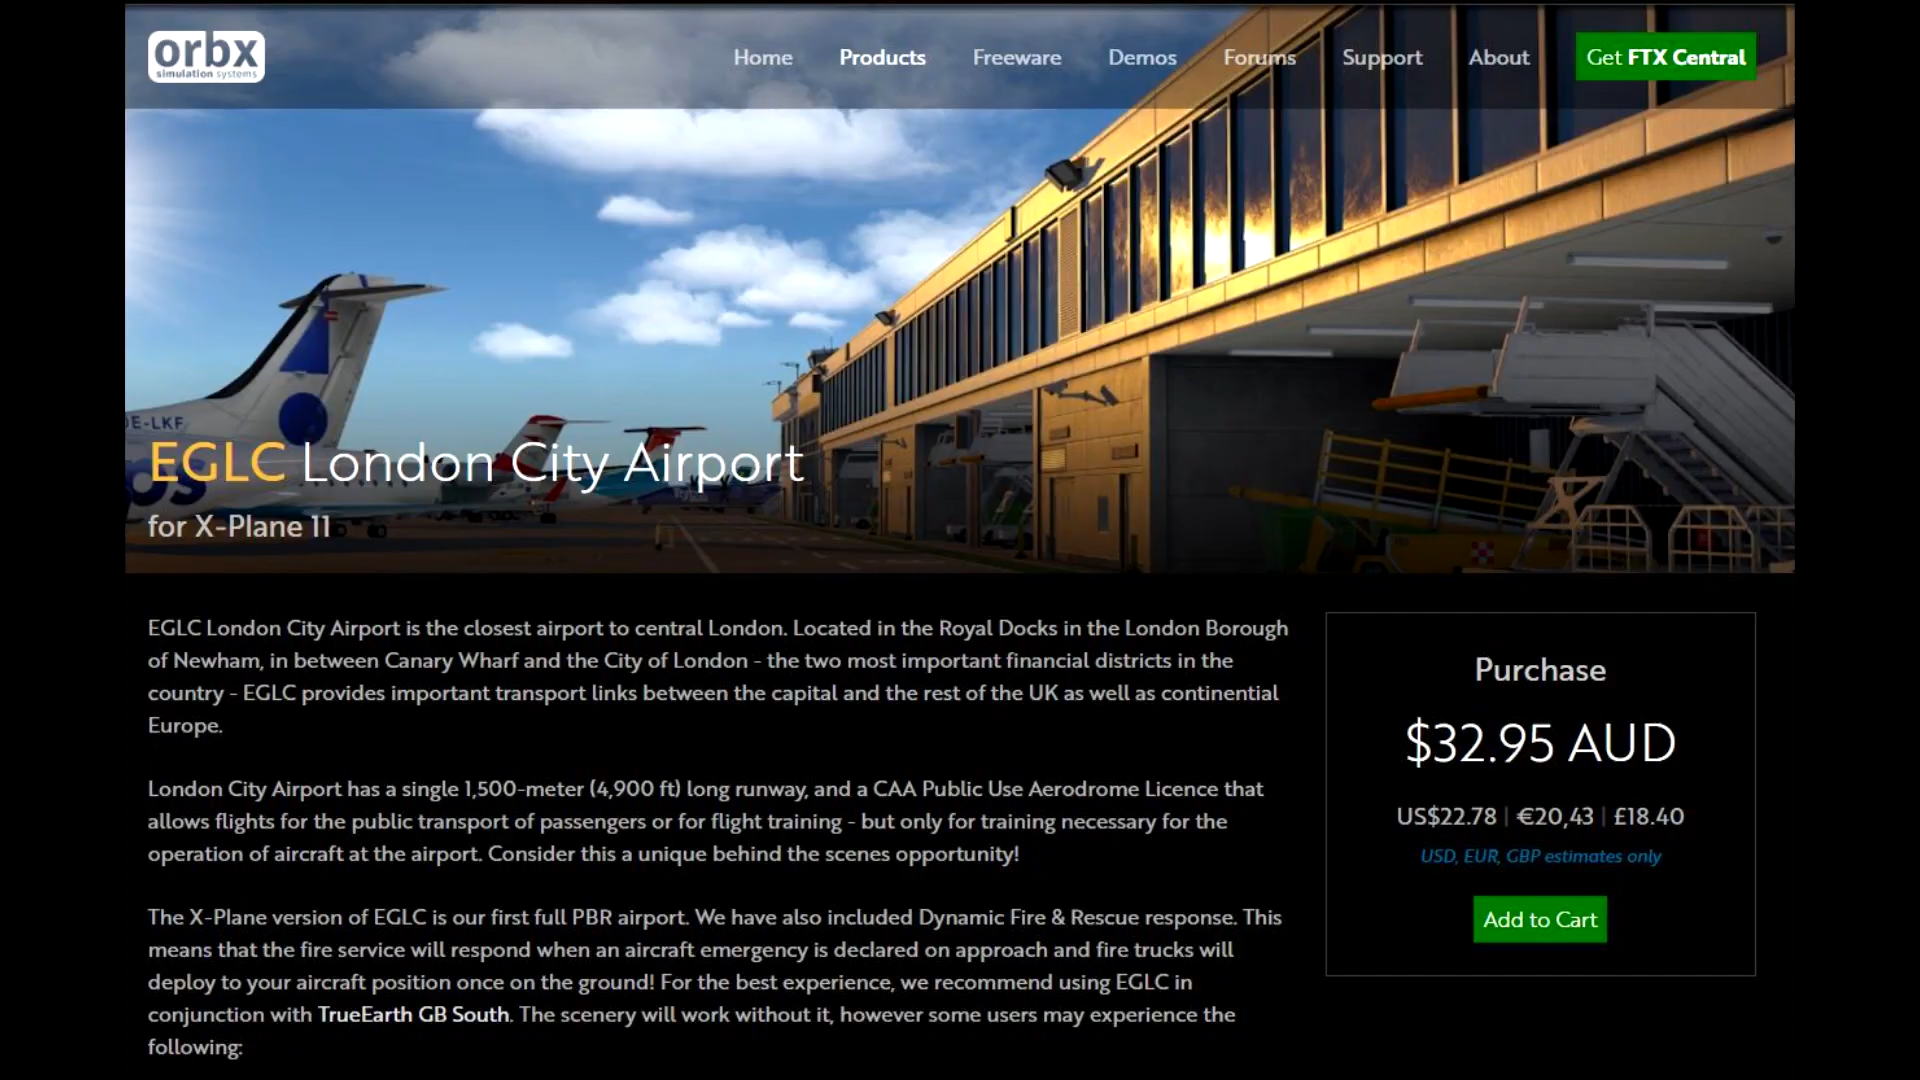 orbx
simulation systems
Home Products Freeware Demos Forums Support About Get FTX Central
OE-LKF
EGLC London City Airport
for X-Plane 11
EGLC London City Airport is the closest airport to central London. Located in the Royal Docks in the London Borough
of Newham, in between Canary Wharf and the City of London - the two most important financial districts in the
country - EGLC provides important transport links between the capital and the rest of the UK as well as continental
Europe.
London City Airport has a single 1,500-meter (4,900 ft) long runway, and a CAA Public Use Aerodrome Licence that
allows flights for the public transport of passengers or for flight training - but only for training necessary for the
operation of aircraft at the airport. Consider this a unique behind the scenes opportunity!
The X-Plane version of EGLC is our first full PBR airport. We have also included Dynamic Fire & Rescue response. This
means that the fire service will respond when an aircraft emergency is declared on approach and fire trucks will
deploy to your aircraft position once on the ground! For the best experience, we recommend using EGLC in
conjunction with TrueEarth GB South. The scenery will work without it, however some users may experience the
following:
Purchase
$32.95 AUD
US$22.78 | €20,43 | £18.40
USD, EUR, GBP estimates only
Add to Cart